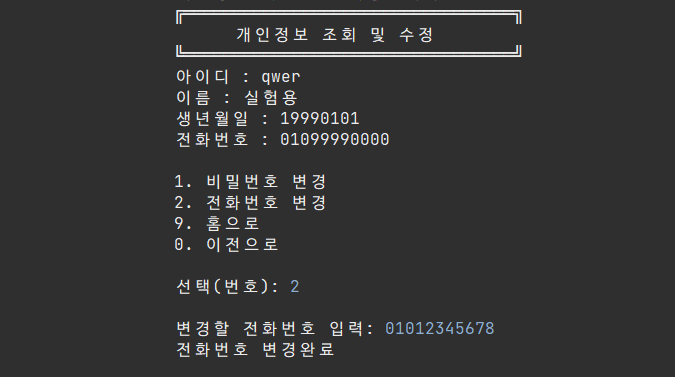 개인정보 조회 및 수정
아이디 : qwer
이름 : 실험용
생년월일 : 19990101
전화번호 : 01099990000
1. 비밀번호 변경
2. 전화번호 변경
9. 홈으로
0. 이전으로
선택(번호): 2
변경할 전화번호 입력: 01012345678
전화번호 변경완료